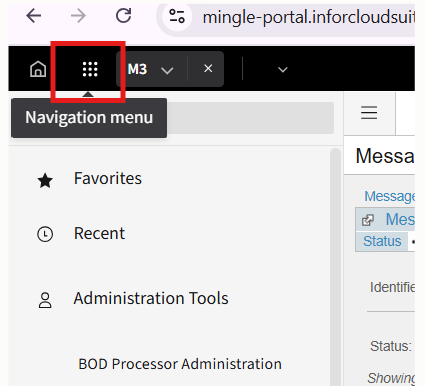 mingle-portal.inforcloudsuit
M3
Navigation menu
Favorites
Recent
Administration Tools
BOD Processor Administration
Messa
Message
Mes
Status
Identifie
Status:
Showing